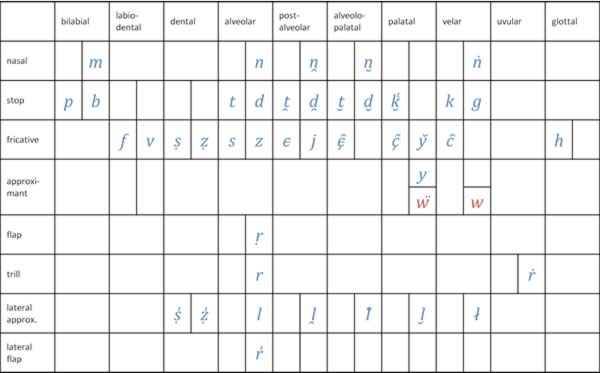 bilabial labio-dental dental alveolar post-alveolar alveolo-palatal palatal velar uvular glottal
nasal m n n̯ n̮ ṅ
stop p b t d t̯ d̯ t̮ d̮ k̮̈ k g
fricative f v ṣ ẓ s z ϵ j ç̂ y̌ ĉ h
approxi-mant y
ẅ w
flap ṛ
trill r ṙ
lateral approx. l l̯ l̮ ł
lateral flap ŕ